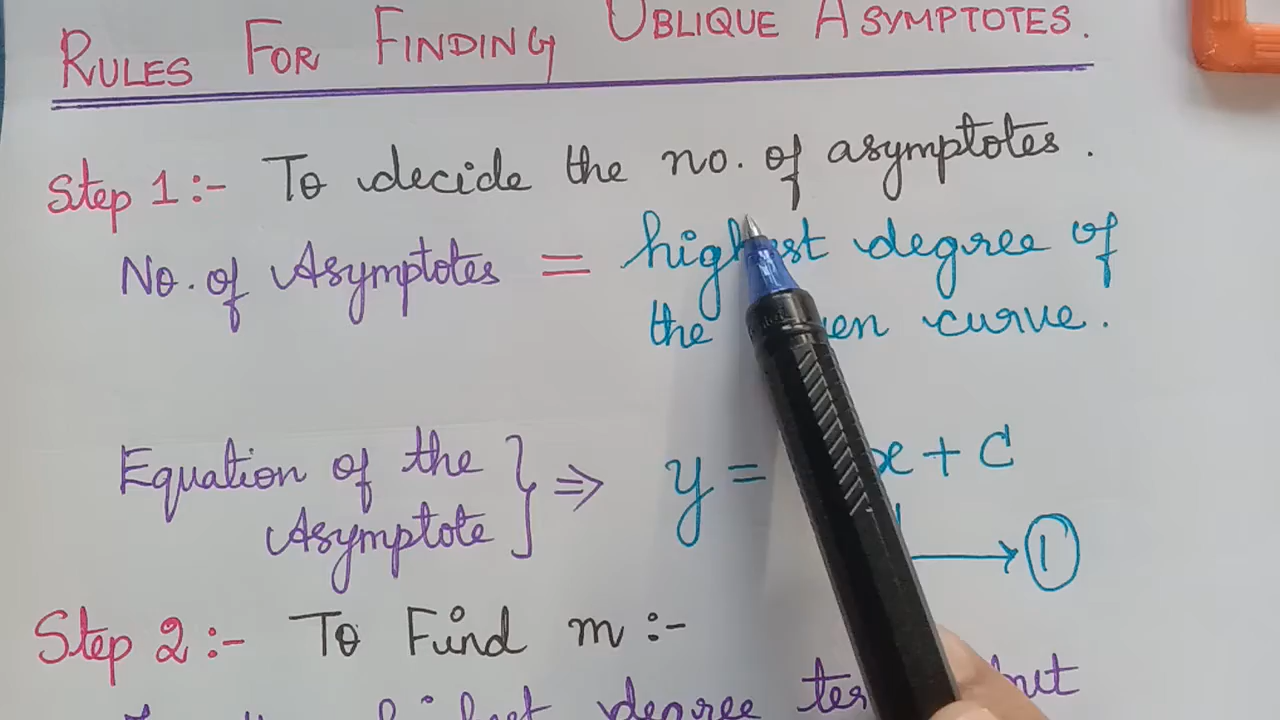 RULES FOR FINDING OBLIQUE ASYMPTOTES.
Step 1:- To decide the no. of asymptotes.
No. of Asymptotes = highest degree of
the curve.
Equation of the } ⇒ y = x + C
Asymptote
→ ①
Step 2:- To Find m:-
degree